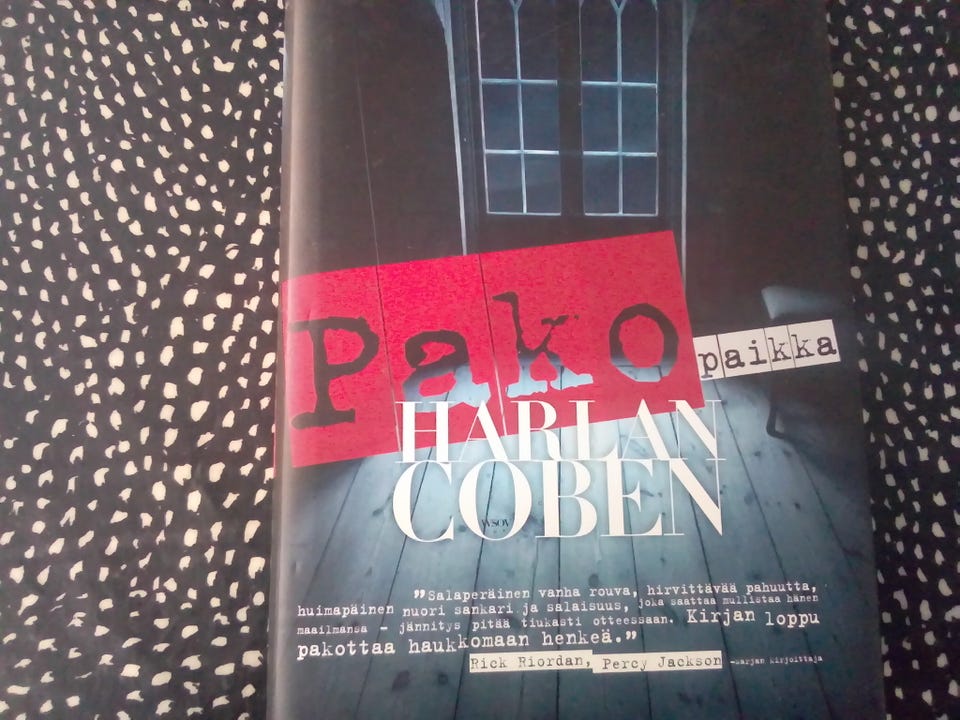 Pako
paikka
HARLAN
COBEN
WSOY
”Salaperäinen vanha rouva, hirvittävää pahuutta,
huimapäinen nuori sankari ja salaisuus, joka saattaa mullistaa hänen
maailmansa – jännitys pitää tiukasti otteessaan. Kirjan loppu
pakottaa haukkomaan henkeä.”
Rick Riordan, Percy Jackson –sarjan kirjoittaja